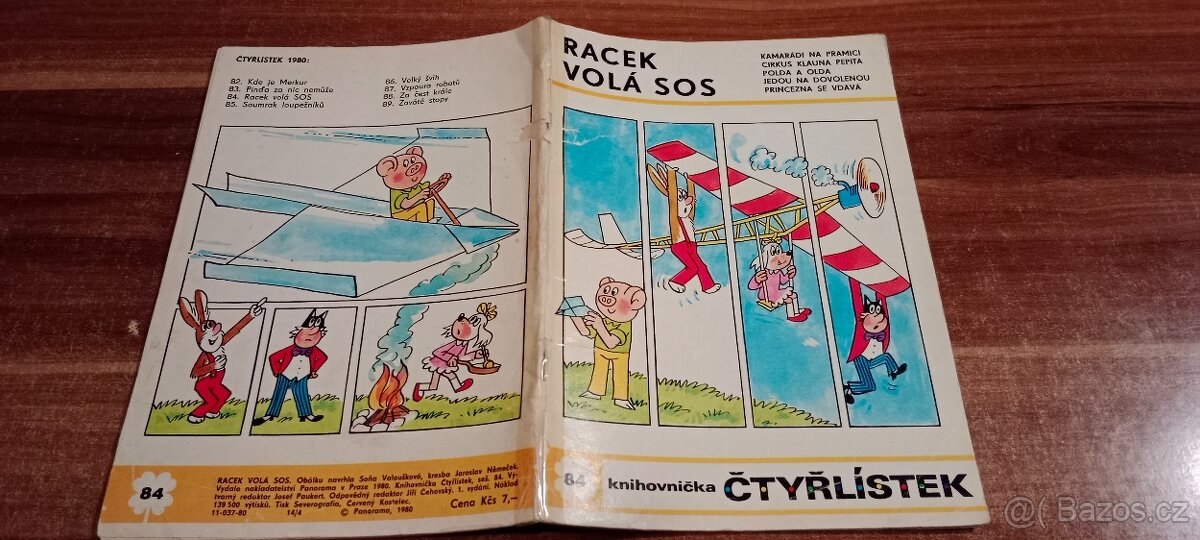 ČTYŘLÍSTEK 1980:
82. Kde je Merkur
83. Pinďa za nic nemůže
84. Racek volá SOS
85. Soumrak loupežníků
86. Velký švih
87. Vzpoura robotů
88. Za čest krále
89. Zaváté stopy
84
RACEK VOLÁ SOS. Obálku navrhla Soňa Valoušková, kresba Jaroslav Němeček.
Vydalo nakladatelství Panorama v Praze 1980. Knihovnička Čtyřlístek, seš. 84. Vý-
tvarný redaktor Josef Paukert. Odpovědný redaktor Jiří Čehovský. 1. vydání. Náklad
139 500 výtisků. Tisk Severografia, Červený Kostelec.
11-037-80 14/4 © Panorama, 1980
Cena Kčs 7,—
RACEK
VOLÁ SOS
KAMARÁDI NA PRAMICI
CIRKUS KLAUNA PEPITA
POLDA A OLDA
JEDOU NA DOVOLENOU
PRINCEZNA SE VDÁVÁ
84 knihovnička ČTYŘLÍSTEK
@( Bazos.cz